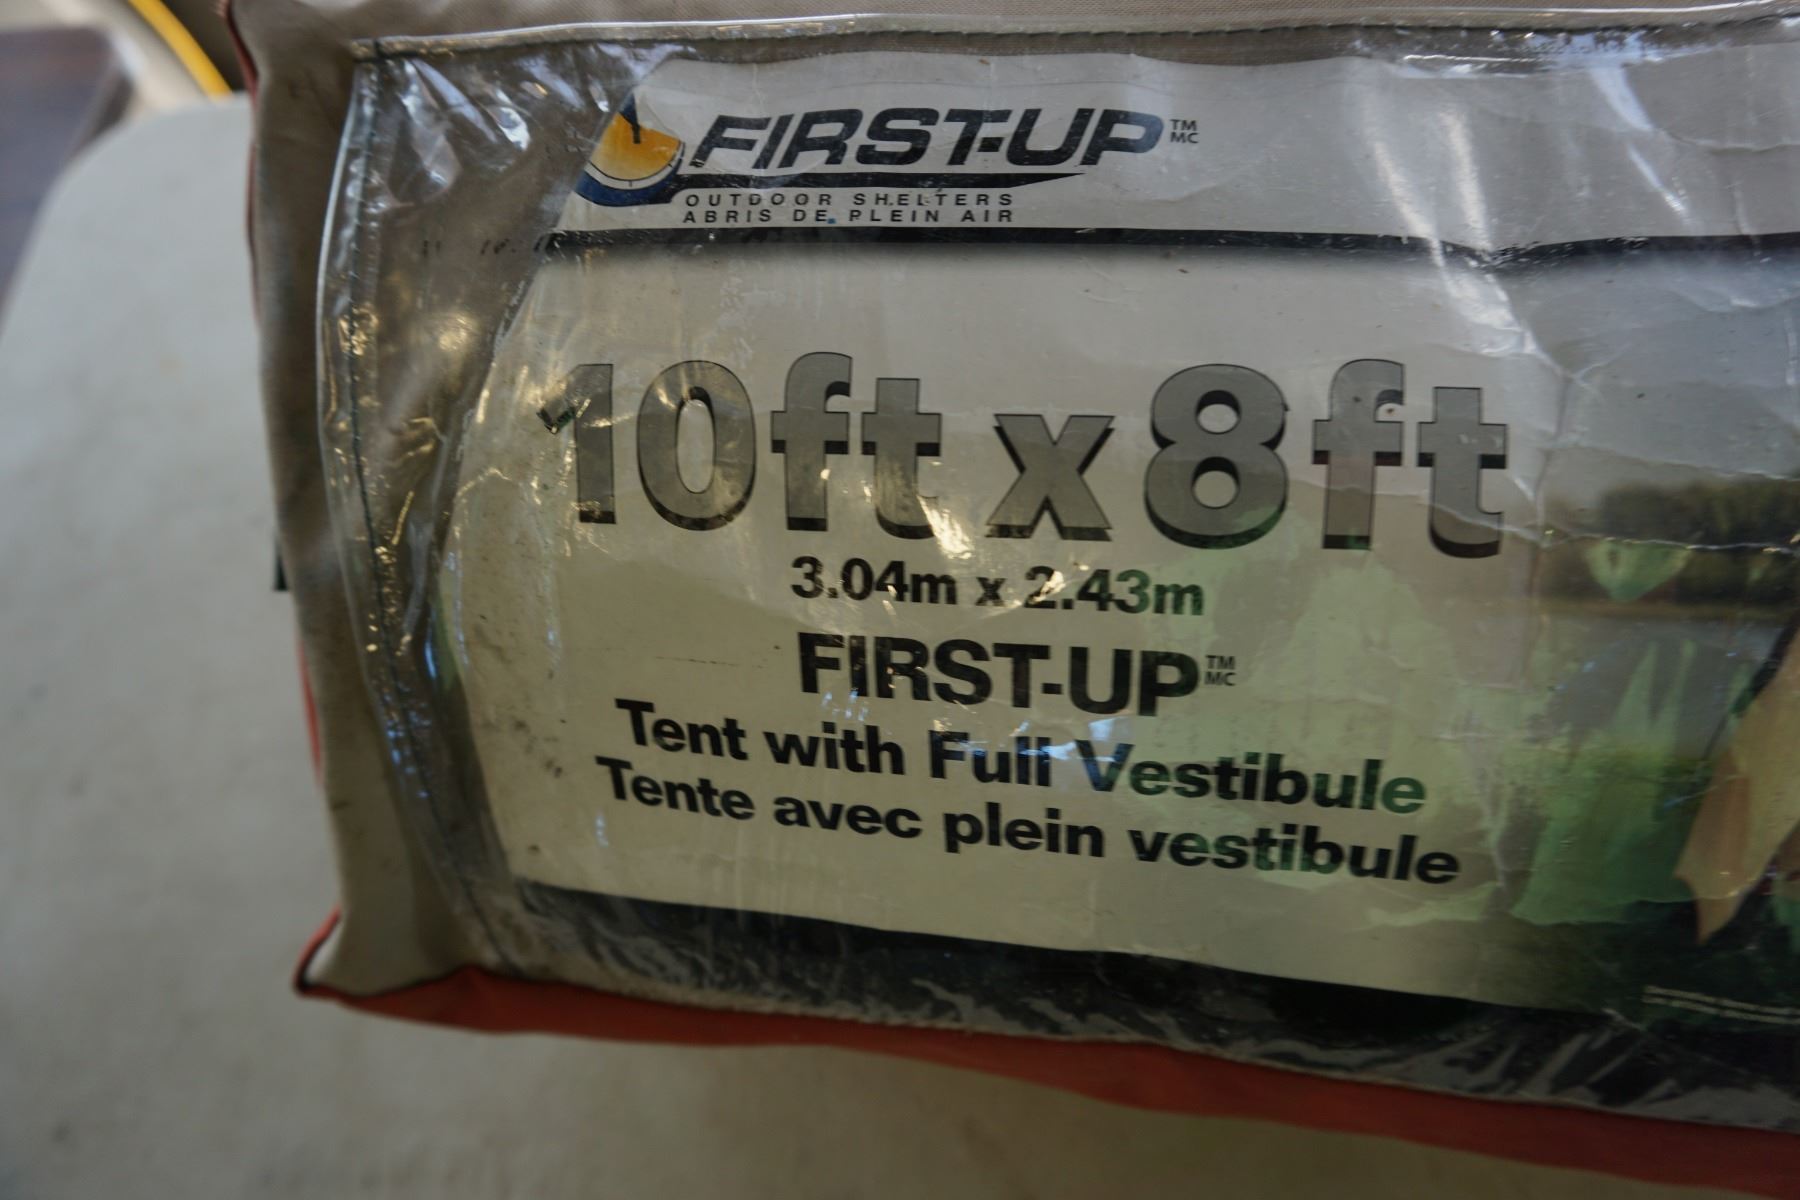 FIRST-UP TM MC
OUTDOOR SHELTERS
ABRIS DE PLEIN AIR
10ft x 8ft
3.04m x 2.43m
FIRST-UP TM MC
Tent with Full Vestibule
Tente avec plein vestibule